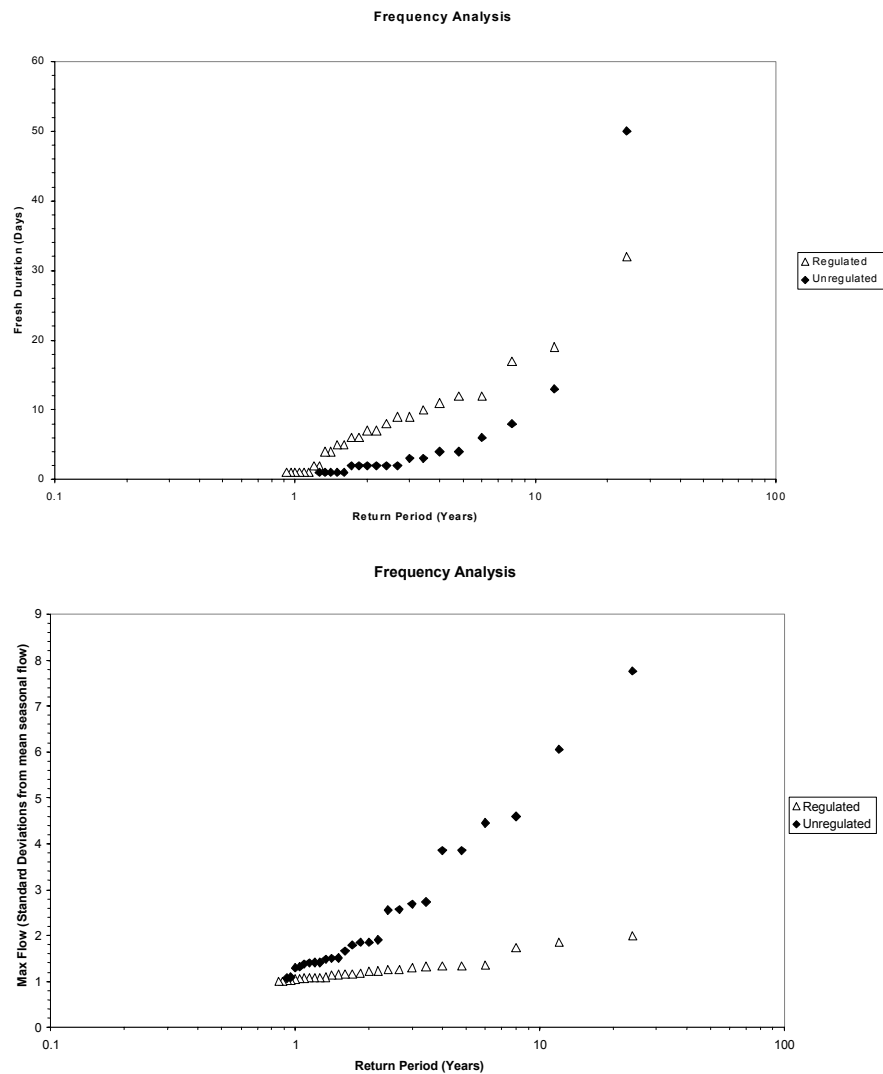 Frequency Analysis
60
50
40
30
20
10
0
0.1 1 10 100
Fresh Duration (Days)
Return Period (Years)
Regulated
Unregulated
Frequency Analysis
9
8
7
6
5
4
3
2
1
0
0.1 1 10 100
Max Flow (Standard Deviations from mean seasonal flow)
Return Period (Years)
Regulated
Unregulated